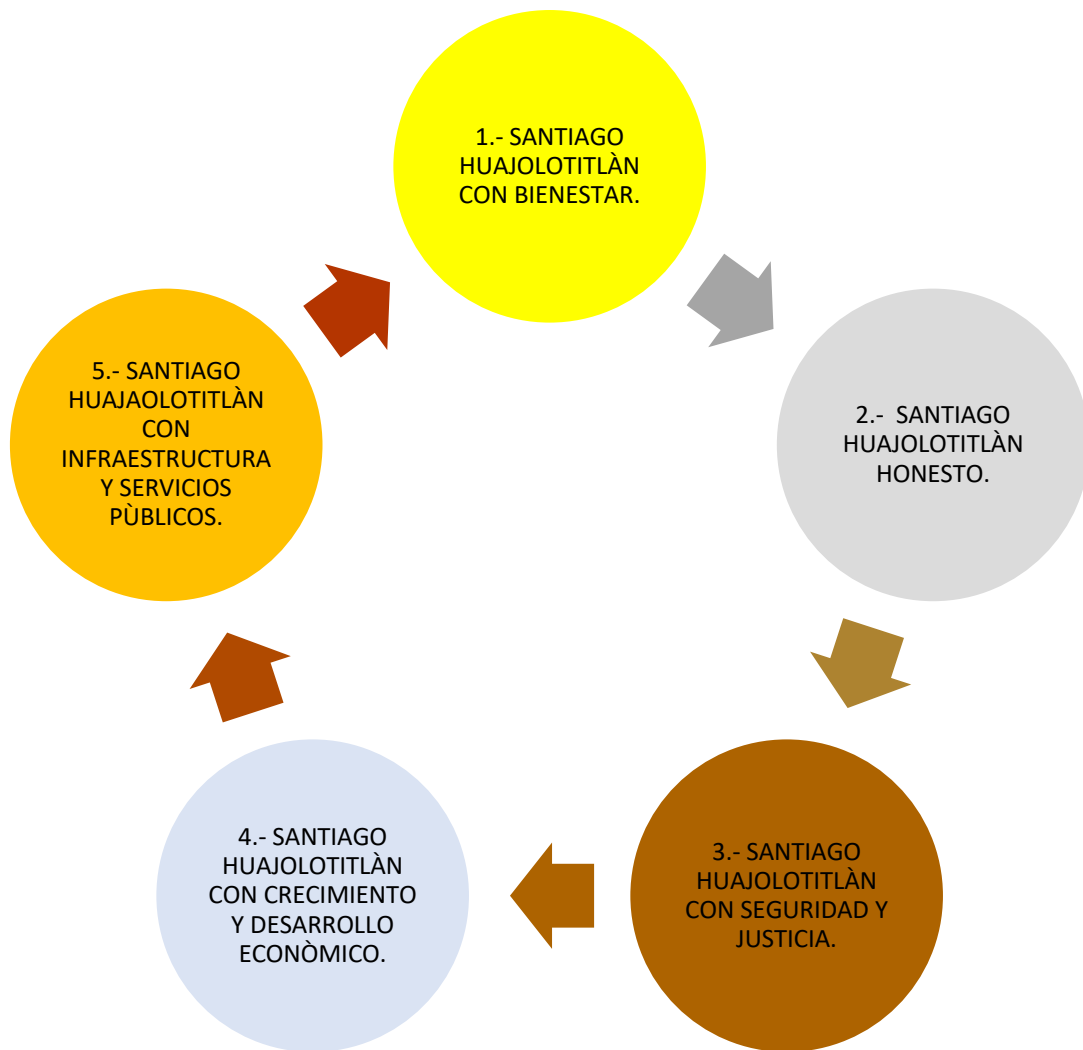 1.- SANTIAGO
HUAJOLOTITLÀN
CON BIENESTAR.
2.-  SANTIAGO
HUAJOLOTITLÀN
HONESTO.
3.- SANTIAGO
HUAJOLOTITLÀN
CON SEGURIDAD Y
JUSTICIA.
4.- SANTIAGO
HUAJOLOTITLÀN
CON CRECIMIENTO
Y DESARROLLO
ECONÒMICO.
5.- SANTIAGO
HUAJAOLOTITLÀN
CON
INFRAESTRUCTURA
Y SERVICIOS
PÙBLICOS.